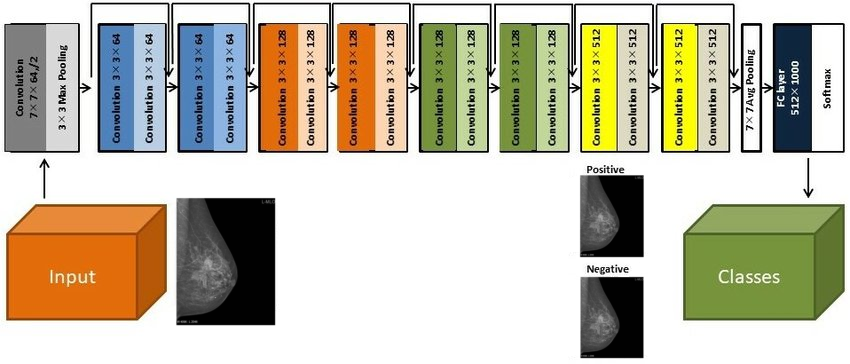 Convolution
7×7×64,/2
3×3 Max Pooling
Convolution 3×3×64
Convolution 3×3×64
Convolution 3×3×64
Convolution 3×3×64
Convolution 3×3×128
Convolution 3×3×128
Convolution 3×3×128
Convolution 3×3×128
Convolution 3×3×128
Convolution 3×3×128
Convolution 3×3×128
Convolution 3×3×128
Convolution 3×3×512
Convolution 3×3×512
Convolution 3×3×512
Convolution 3×3×512
7×7 Avg Pooling
FC layer
512×1000
Softmax
Input
Positive
Negative
Classes